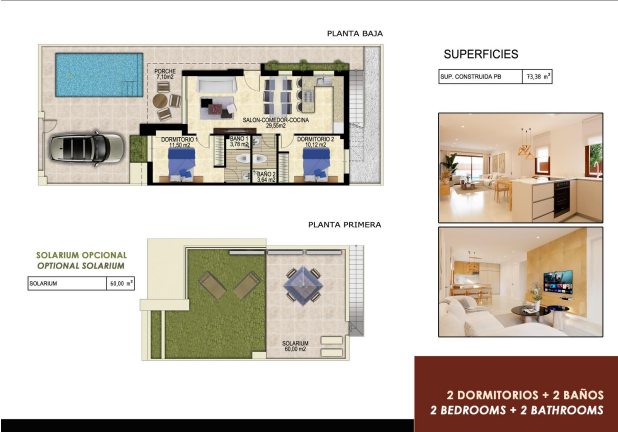 PLANTA BAJA
SUPERFICIES
SUP. CONSTRUIDA PB 73,38 m²
PORCHE
7,10m2
SALON-COMEDOR-COCINA
29,55m2
DORMITORIO 1
11,50 m2
BAÑO 1
3,78 m2
DORMITORIO 2
10,12 m2
BAÑO 2
3,64 m2
PLANTA PRIMERA
SOLARIUM OPCIONAL
OPTIONAL SOLARIUM
SOLARIUM 60,00 m²
SOLARIUM
60,00 m2
2 DORMITORIOS + 2 BAÑOS
2 BEDROOMS + 2 BATHROOMS